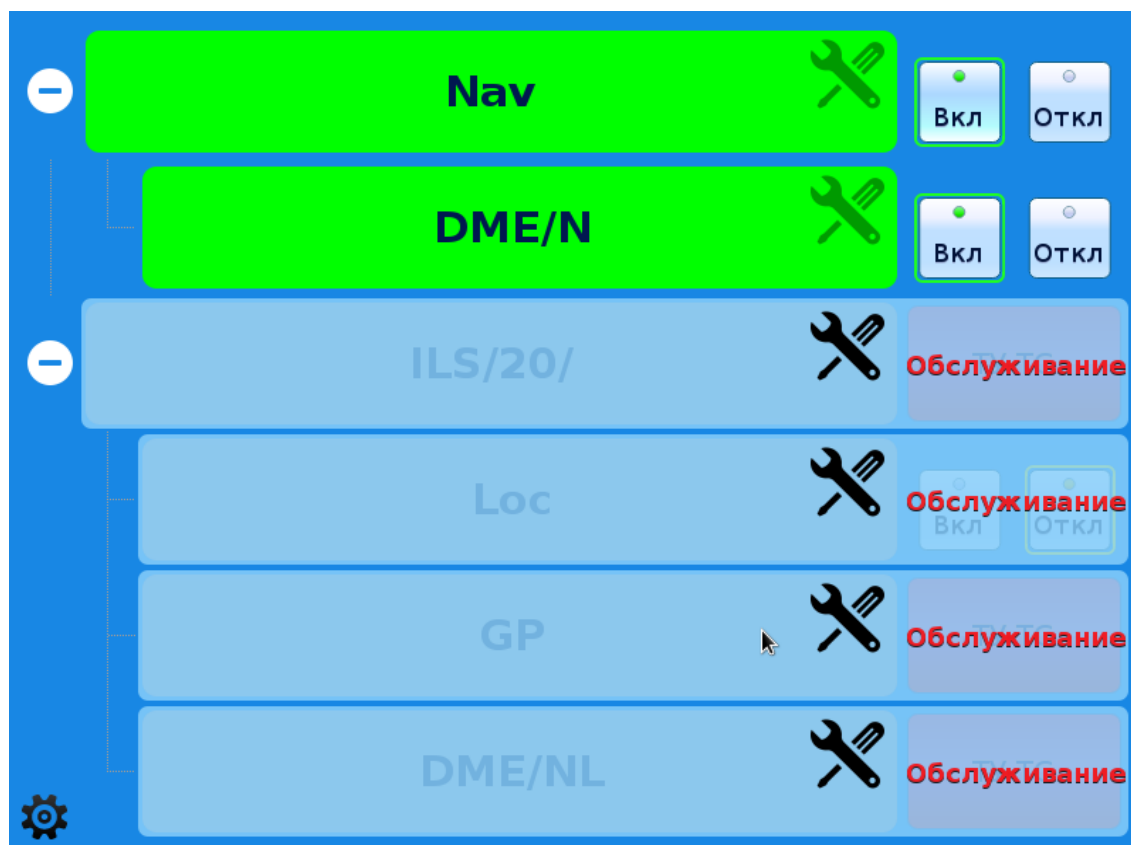 Nav
Вкл Откл
DME/N
Вкл Откл
ILS/20/
Обслуживание
Loc
Вкл Откл
Обслуживание
GP
Обслуживание
DME/NL
Обслуживание